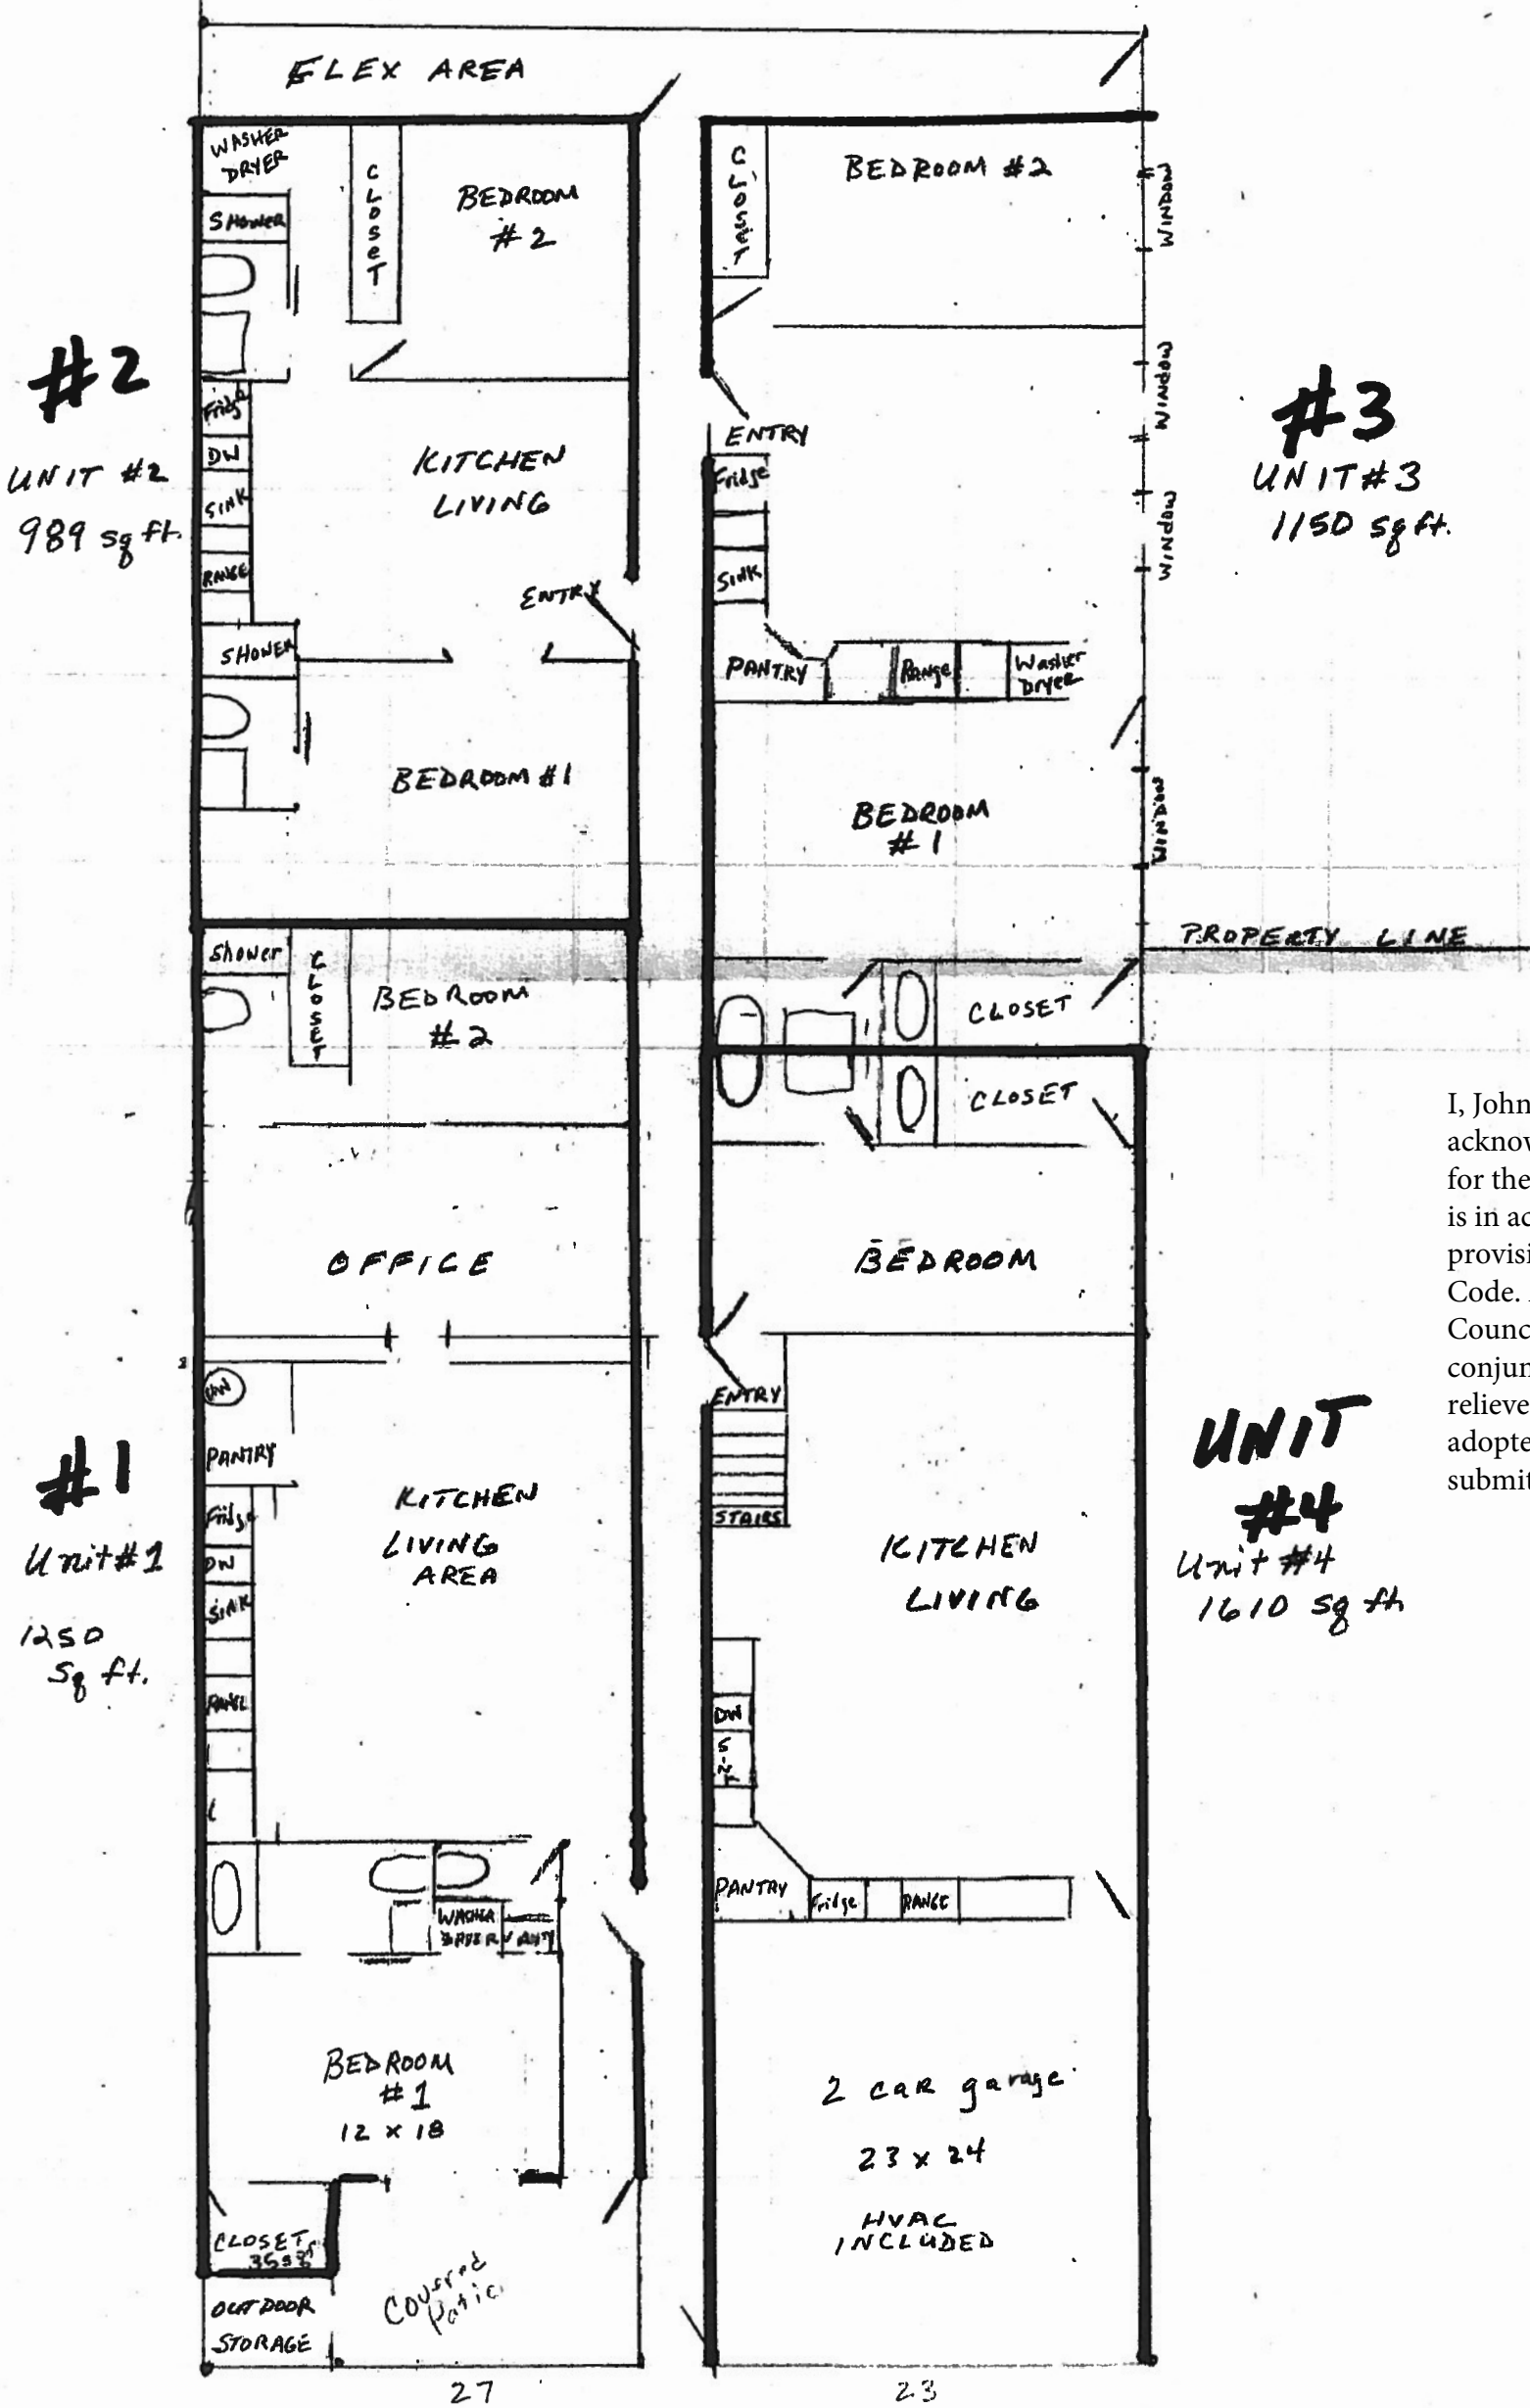 FLEX AREA
WASHER
DRYER
SHOWER
CLOSET
BEDROOM
#2
Fridge
DW
SINK
RANGE
KITCHEN
LIVING
ENTRY
SHOWER
BEDROOM #1
#2
UNIT #2
989 sq ft.
CLOSET
BEDROOM #2
WINDOW
WINDOW
WINDOW
ENTRY
Fridge
SINK
PANTRY
Range
Washer
Dryer
BEDROOM
#1
WINDOW
CLOSET
#3
UNIT #3
1150 sq ft.
PROPERTY LINE
Shower
CLOSET
BEDROOM
#2
OFFICE
HW
PANTRY
Fridge
DW
SINK
RANGE
KITCHEN
LIVING
AREA
WASHER
BEDROOM
#1
12 x 18
CLOSET
OUTDOOR
STORAGE
Covered
Patio
27
#1
Unit #1
1250
Sq ft.
CLOSET
BEDROOM
ENTRY
STAIRS
KITCHEN
LIVING
DW
PANTRY
Fridge
RANGE
2 car garage
23 x 24
HVAC
INCLUDED
23
UNIT
#4
Unit #4
1610 sq ft
I, John
acknow
for the
is in ac
provisi
Code.
Counc
conjun
relieve
adopte
submit